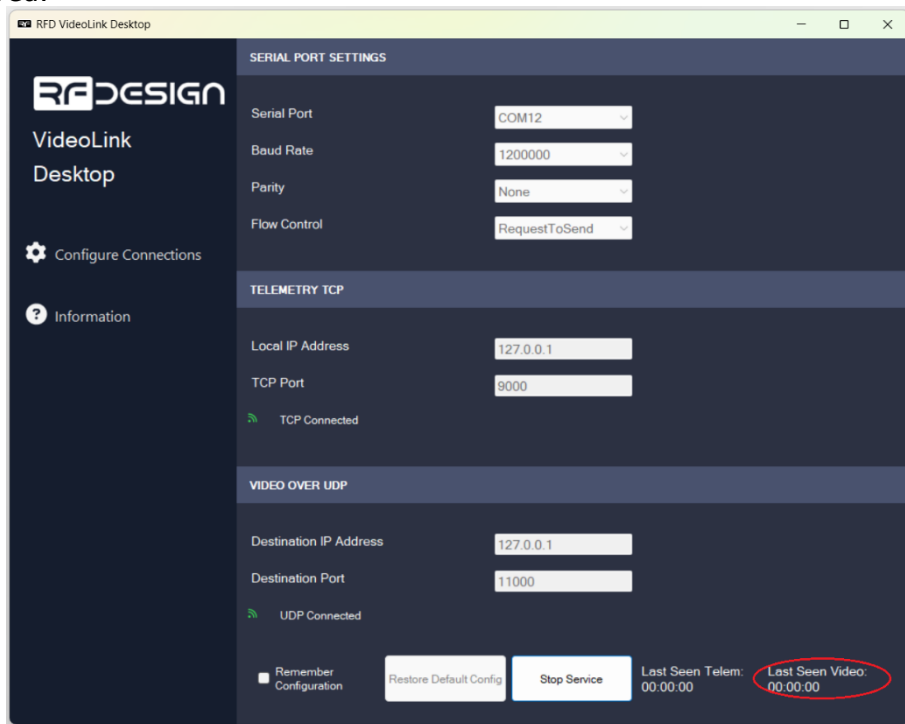 RFD VideoLink Desktop
RFDESIGN
VideoLink
Desktop
Configure Connections
Information
SERIAL PORT SETTINGS
Serial Port COM12
Baud Rate 1200000
Parity None
Flow Control RequestToSend
TELEMETRY TCP
Local IP Address 127.0.0.1
TCP Port 9000
TCP Connected
VIDEO OVER UDP
Destination IP Address 127.0.0.1
Destination Port 11000
UDP Connected
Remember
Configuration
Restore Default Config
Stop Service
Last Seen Telem:
00:00:00
Last Seen Video:
00:00:00